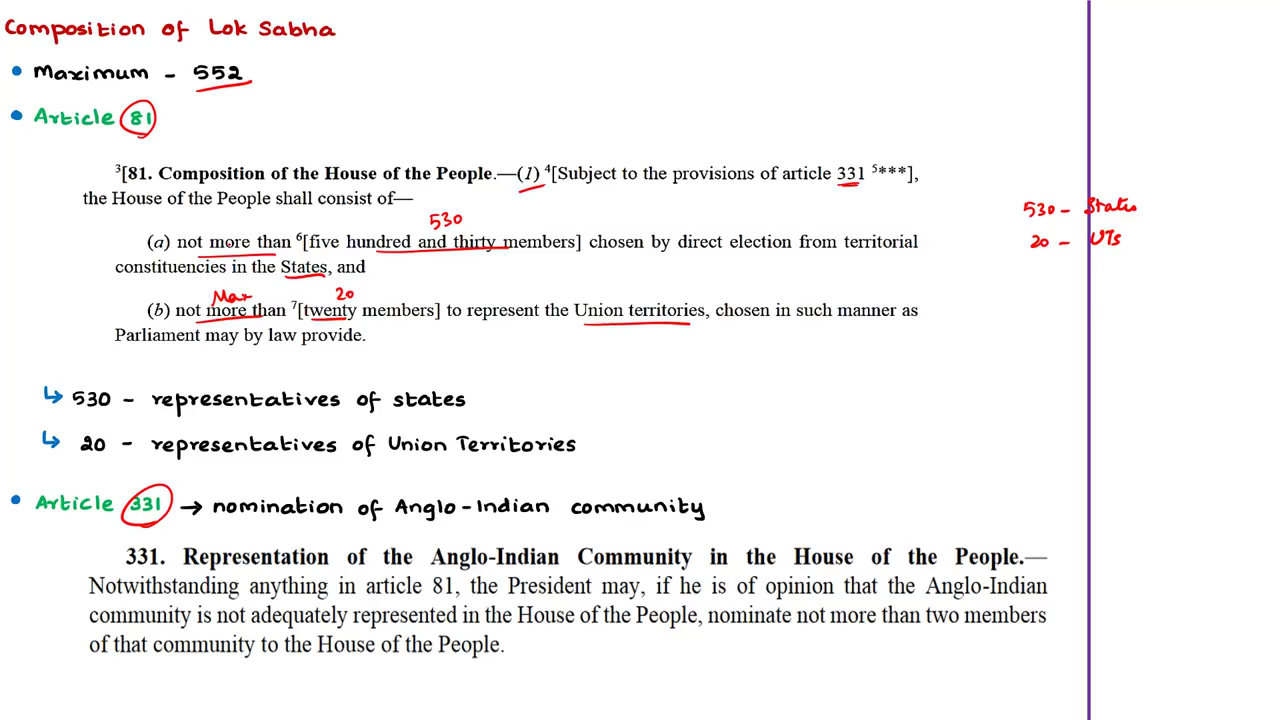 Composition of Lok Sabha
• Maximum - 552
• Article 81
³[81. Composition of the House of the People.—(1) ⁴[Subject to the provisions of article 331 ⁵***],
the House of the People shall consist of—
530
(a) not more than ⁶[five hundred and thirty members] chosen by direct election from territorial
constituencies in the States, and
Max 20
(b) not more than ⁷[twenty members] to represent the Union territories, chosen in such manner as
Parliament may by law provide.
530 - States
20 - UTs
↳ 530 - representatives of states
↳ 20 - representatives of Union Territories
• Article 331 → nomination of Anglo-Indian community
331. Representation of the Anglo-Indian Community in the House of the People.—
Notwithstanding anything in article 81, the President may, if he is of opinion that the Anglo-Indian
community is not adequately represented in the House of the People, nominate not more than two members
of that community to the House of the People.